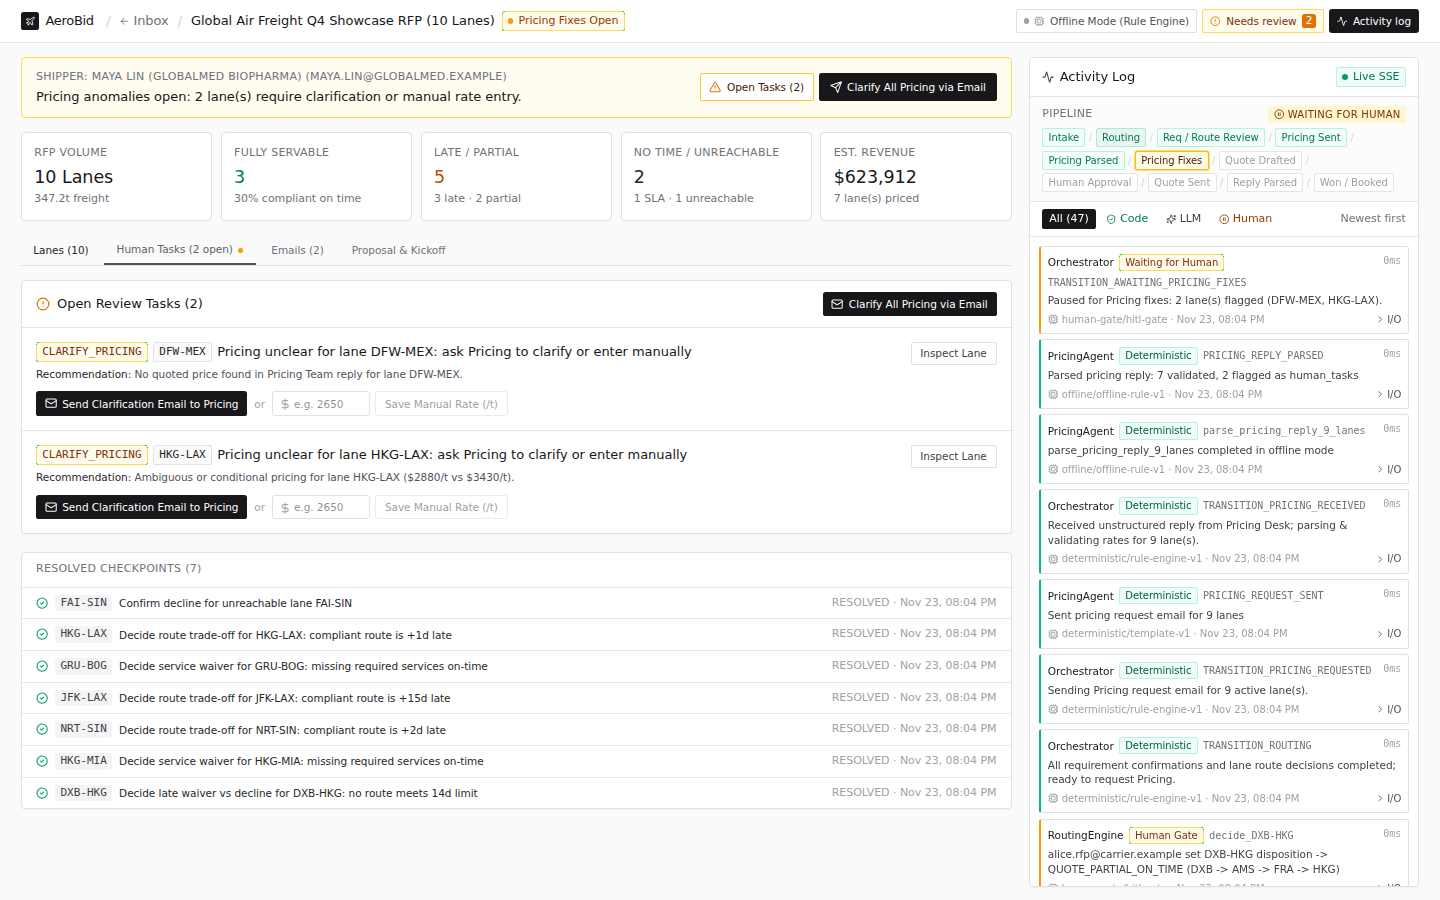 AeroBid / ← Inbox / Global Air Freight Q4 Showcase RFP (10 Lanes) Pricing Fixes Open
Offline Mode (Rule Engine) Needs review 2 Activity log
SHIPPER: MAYA LIN (GLOBALMED BIOPHARMA) (MAYA.LIN@GLOBALMED.EXAMPLE)
Pricing anomalies open: 2 lane(s) require clarification or manual rate entry.
Open Tasks (2) Clarify All Pricing via Email
RFP VOLUME
10 Lanes
347.2t freight
FULLY SERVABLE
3
30% compliant on time
LATE / PARTIAL
5
3 late · 2 partial
NO TIME / UNREACHABLE
2
1 SLA · 1 unreachable
EST. REVENUE
$623,912
7 lane(s) priced
Lanes (10) Human Tasks (2 open) Emails (2) Proposal & Kickoff
Open Review Tasks (2) Clarify All Pricing via Email
CLARIFY_PRICING DFW-MEX Pricing unclear for lane DFW-MEX: ask Pricing to clarify or enter manually Inspect Lane
Recommendation: No quoted price found in Pricing Team reply for lane DFW-MEX.
Send Clarification Email to Pricing or $ e.g. 2650 Save Manual Rate (/t)
CLARIFY_PRICING HKG-LAX Pricing unclear for lane HKG-LAX: ask Pricing to clarify or enter manually Inspect Lane
Recommendation: Ambiguous or conditional pricing for lane HKG-LAX ($2880/t vs $3430/t).
Send Clarification Email to Pricing or $ e.g. 2650 Save Manual Rate (/t)
RESOLVED CHECKPOINTS (7)
FAI-SIN Confirm decline for unreachable lane FAI-SIN RESOLVED · Nov 23, 08:04 PM
HKG-LAX Decide route trade-off for HKG-LAX: compliant route is +1d late RESOLVED · Nov 23, 08:04 PM
GRU-BOG Decide service waiver for GRU-BOG: missing required services on-time RESOLVED · Nov 23, 08:04 PM
JFK-LAX Decide route trade-off for JFK-LAX: compliant route is +15d late RESOLVED · Nov 23, 08:04 PM
NRT-SIN Decide route trade-off for NRT-SIN: compliant route is +2d late RESOLVED · Nov 23, 08:04 PM
HKG-MIA Decide service waiver for HKG-MIA: missing required services on-time RESOLVED · Nov 23, 08:04 PM
DXB-HKG Decide late waiver vs decline for DXB-HKG: no route meets 14d limit RESOLVED · Nov 23, 08:04 PM
Activity Log Live SSE
PIPELINE WAITING FOR HUMAN
Intake / Routing / Req / Route Review / Pricing Sent /
Pricing Parsed / Pricing Fixes / Quote Drafted /
Human Approval / Quote Sent / Reply Parsed / Won / Booked
All (47) Code LLM Human Newest first
Orchestrator Waiting for Human 0ms
TRANSITION_AWAITING_PRICING_FIXES
Paused for Pricing fixes: 2 lane(s) flagged (DFW-MEX, HKG-LAX).
human-gate/hitl-gate · Nov 23, 08:04 PM > I/O
PricingAgent Deterministic PRICING_REPLY_PARSED 0ms
Parsed pricing reply: 7 validated, 2 flagged as human_tasks
offline/offline-rule-v1 · Nov 23, 08:04 PM > I/O
PricingAgent Deterministic parse_pricing_reply_9_lanes 0ms
parse_pricing_reply_9_lanes completed in offline mode
offline/offline-rule-v1 · Nov 23, 08:04 PM > I/O
Orchestrator Deterministic TRANSITION_PRICING_RECEIVED 0ms
Received unstructured reply from Pricing Desk; parsing &
validating rates for 9 lane(s).
deterministic/rule-engine-v1 · Nov 23, 08:04 PM > I/O
PricingAgent Deterministic PRICING_REQUEST_SENT 0ms
Sent pricing request email for 9 lanes
deterministic/template-v1 · Nov 23, 08:04 PM > I/O
Orchestrator Deterministic TRANSITION_PRICING_REQUESTED 0ms
Sending Pricing request email for 9 active lane(s).
deterministic/rule-engine-v1 · Nov 23, 08:04 PM > I/O
Orchestrator Deterministic TRANSITION_ROUTING 0ms
All requirement confirmations and lane route decisions completed;
ready to request Pricing.
deterministic/rule-engine-v1 · Nov 23, 08:04 PM > I/O
RoutingEngine Human Gate decide_DXB-HKG 0ms
alice.rfp@carrier.example set DXB-HKG disposition ->
QUOTE_PARTIAL_ON_TIME (DXB -> AMS -> FRA -> HKG)